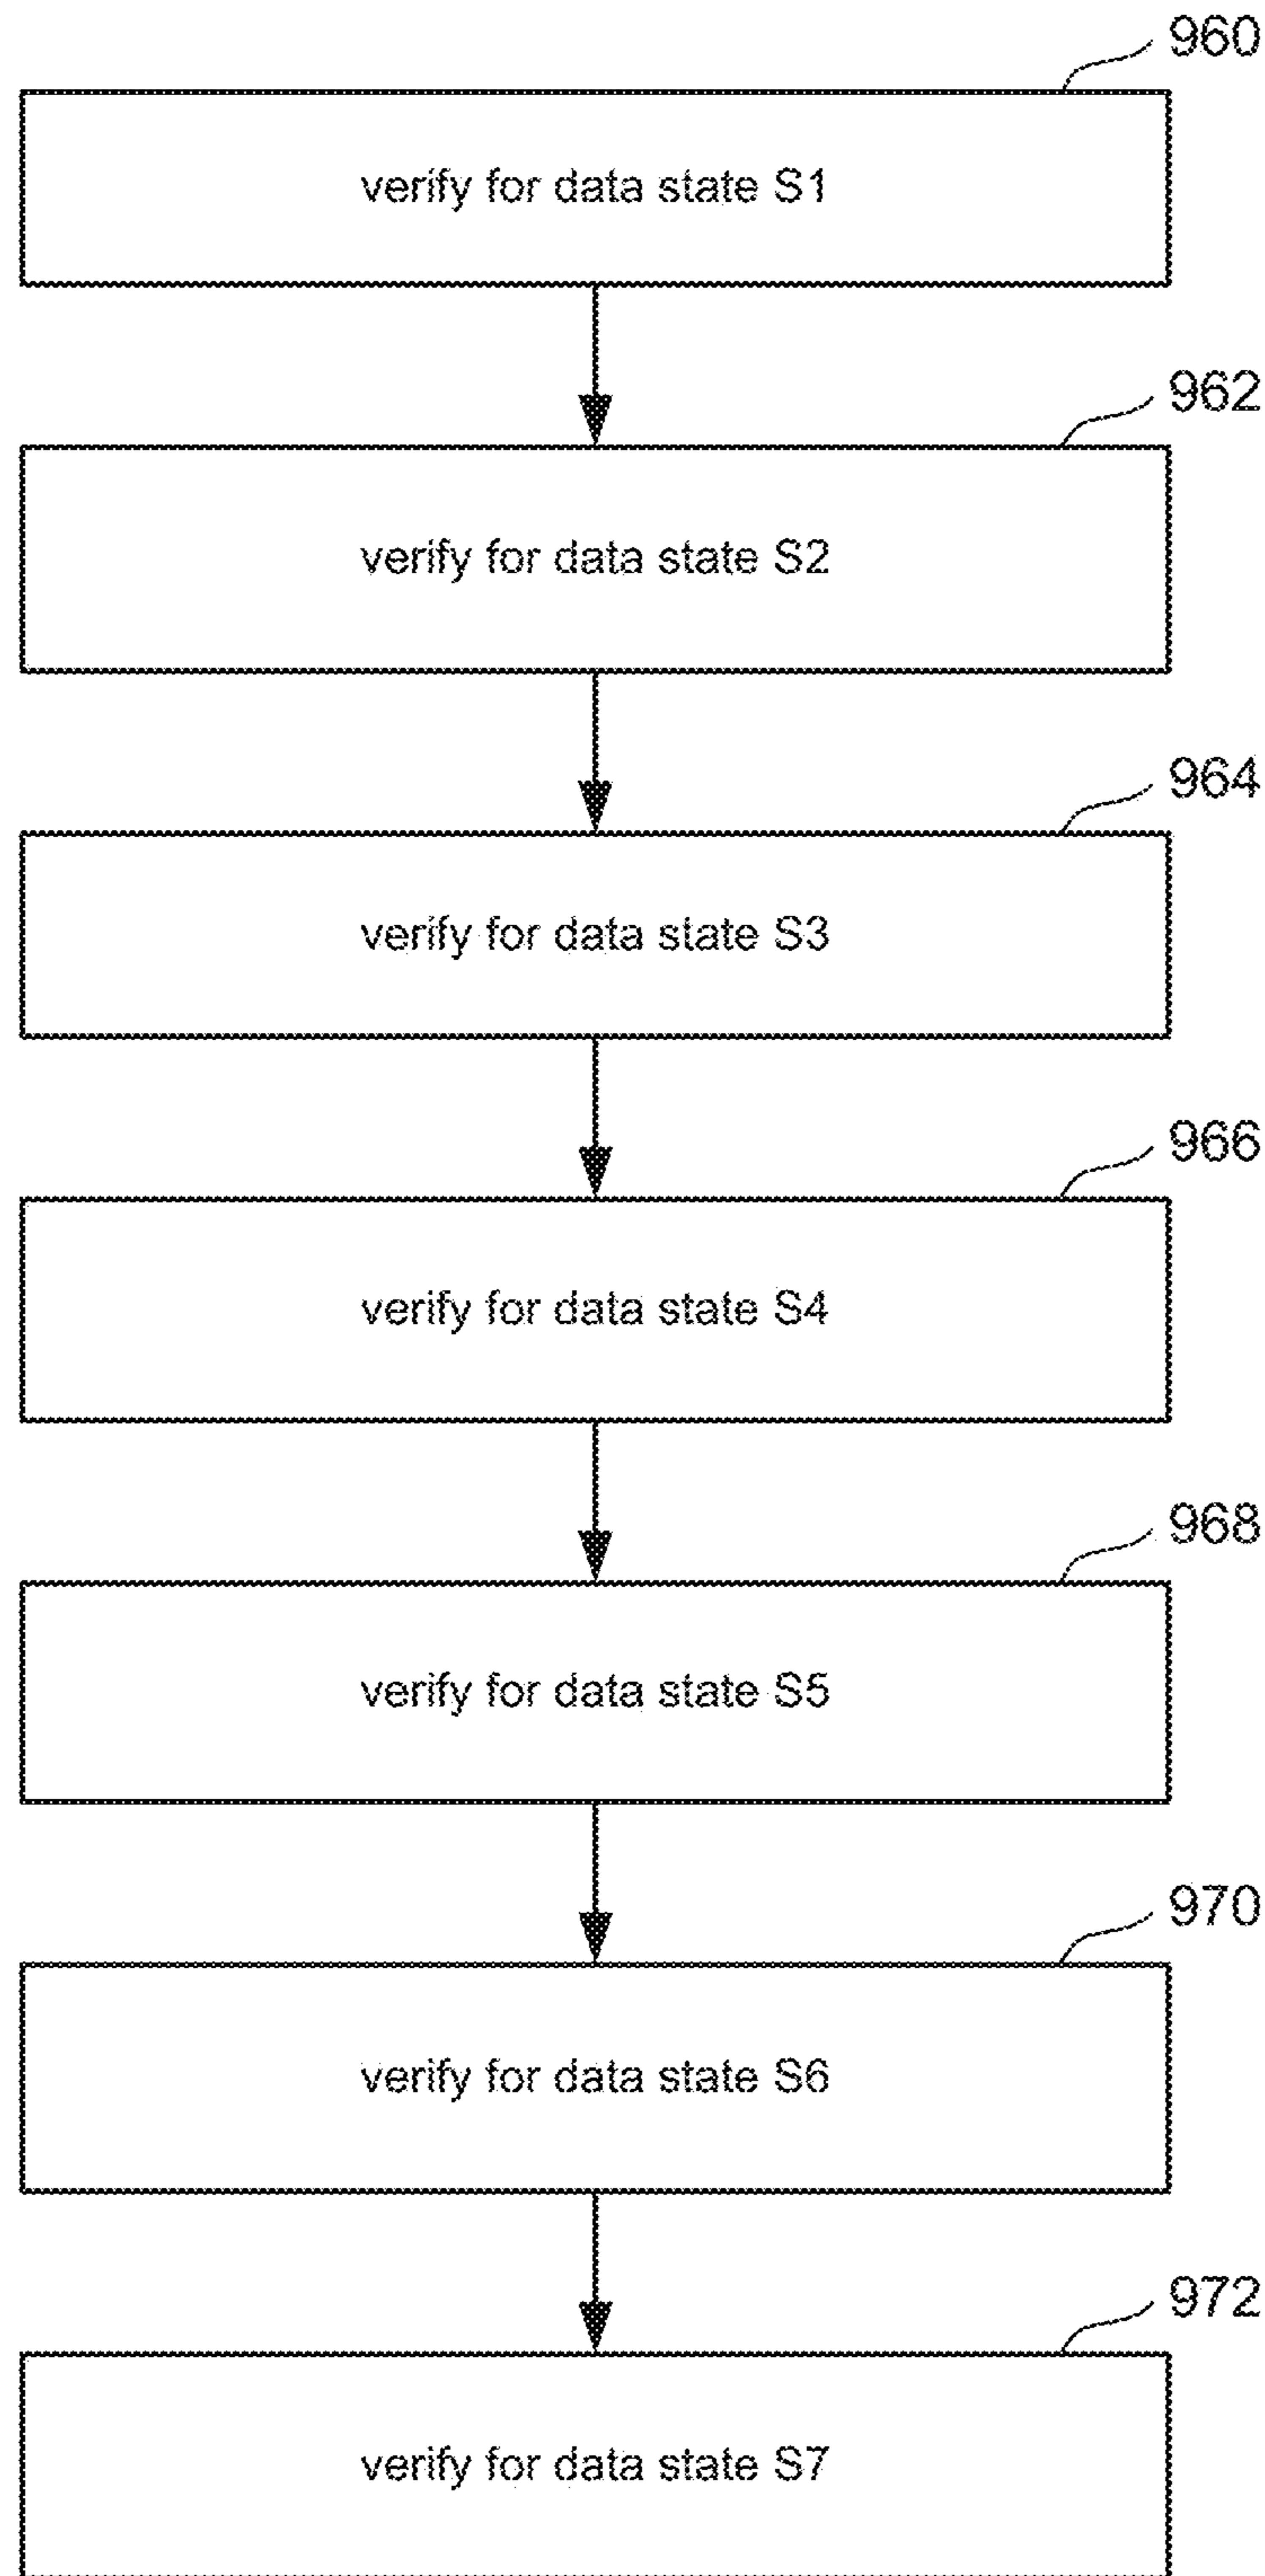 960
verify for data state S1
962
verify for data state S2
964
verify for data state S3
966
verify for data state S4
968
verify for data state S5
970
verify for data state S6
972
verify for data state S7